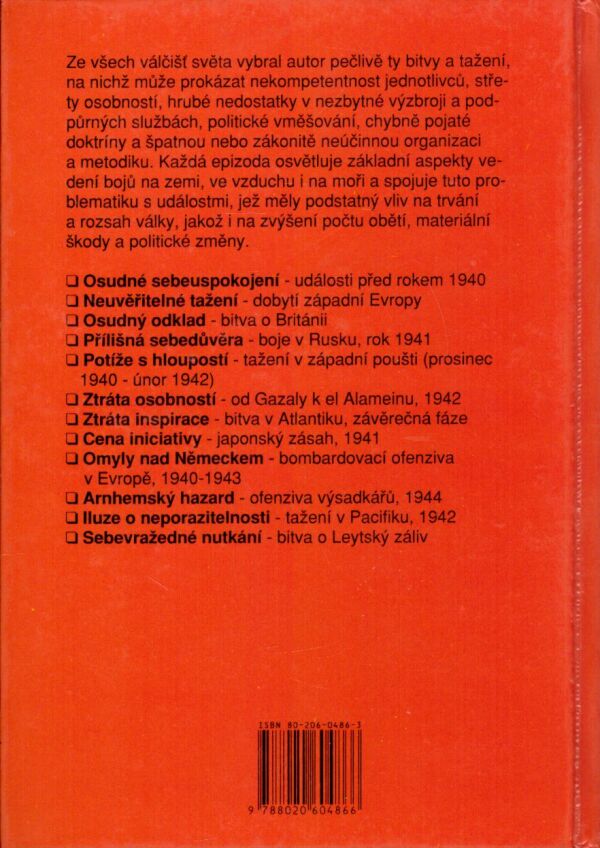 Ze všech válčišť světa vybral autor pečlivě ty bitvy a tažení,
na nichž může prokázat nekompetentnost jednotlivců, stře-
ty osobností, hrubé nedostatky v nezbytné výzbroji a pod-
půrných službách, politické vměšování, chybně pojaté
doktríny a špatnou nebo zákonitě neúčinnou organizaci
a metodiku. Každá epizoda osvětluje základní aspekty ve-
dení bojů na zemi, ve vzduchu i na moři a spojuje tuto pro-
blematiku s událostmi, jež měly podstatný vliv na trvání
a rozsah války, jakož i na zvýšení počtu obětí, materiální
škody a politické změny.
❑ Osudné sebeuspokojení - události před rokem 1940
❑ Neuvěřitelné tažení - dobytí západní Evropy
❑ Osudný odklad - bitva o Británii
❑ Přílišná sebedůvěra - boje v Rusku, rok 1941
❑ Potíže s hloupostí - tažení v západní poušti (prosinec
1940 - únor 1942)
❑ Ztráta osobností - od Gazaly k el Alameinu, 1942
❑ Ztráta inspirace - bitva v Atlantiku, závěrečná fáze
❑ Cena iniciativy - japonský zásah, 1941
❑ Omyly nad Německem - bombardovací ofenziva
v Evropě, 1940-1943
❑ Arnhemský hazard - ofenziva výsadkářů, 1944
❑ Iluze o neporazitelnosti - tažení v Pacifiku, 1942
❑ Sebevražedné nutkání - bitva o Leytský záliv
ISBN 80-206-0486-3
9 788020 604866